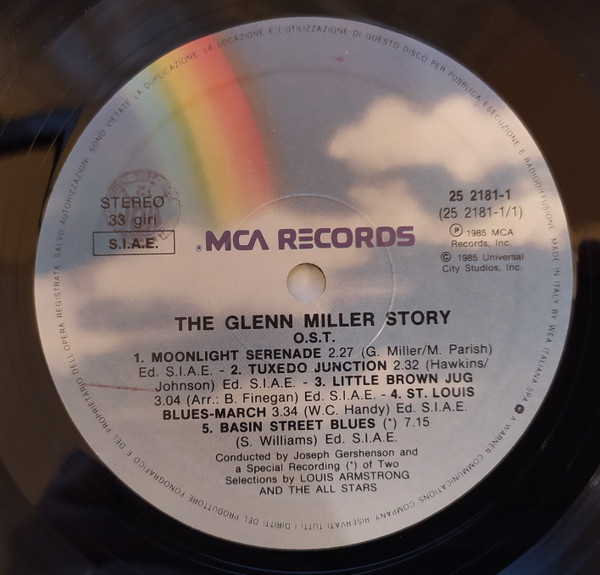 STEREO
33 giri
S.I.A.E.
MCA RECORDS
25 2181-1
(25 2181-1/1)
Ⓟ 1985 MCA
Records, Inc.
© 1985 Universal
City Studios, Inc.
THE GLENN MILLER STORY
O.S.T.
1. MOONLIGHT SERENADE 2.27 (G. Miller/M. Parish)
Ed. S.I.A.E. - 2. TUXEDO JUNCTION 2.32 (Hawkins/
Johnson) Ed. S.I.A.E. - 3. LITTLE BROWN JUG
3.04 (Arr.: B. Finegan) Ed. S.I.A.E. - 4. ST. LOUIS
BLUES-MARCH 3.34 (W.C. Handy) Ed. S.I.A.E.
5. BASIN STREET BLUES (*) 7.15
(S. Williams) Ed. S.I.A.E.
Conducted by Joseph Gershenson and
a Special Recording (*) of Two
Selections by LOUIS ARMSTRONG
AND THE ALL STARS
TUTTI I DIRITTI DEL PRODUTTORE FONOGRAFICO E DEL PROPRIETARIO DELL'OPERA REGISTRATA SALVO AUTORIZZAZIONI. SONO VIETATE LA DUPLICAZIONE, LA LOCAZIONE E L'UTILIZZAZIONE DI QUESTO DISCO PER PUBBLICA ESECUZIONE E RADIODIFFUSIONE. MADE IN ITALY BY WEA ITALIANA SPA A WARNER COMMUNICATIONS COMPANY RISERVATI